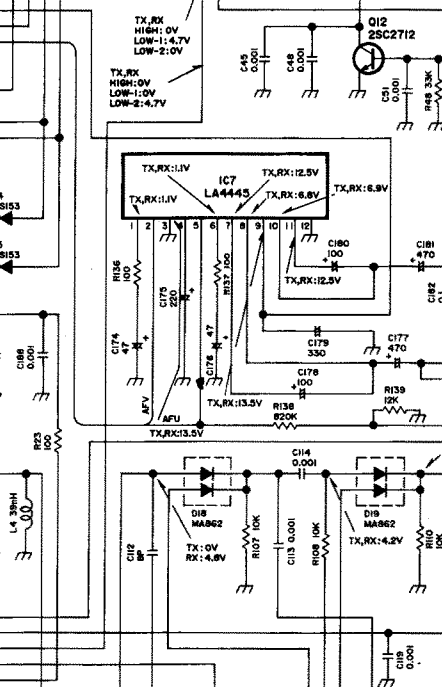 TX,RX
HIGH: 0V
LOW-1: 4.7V
LOW-2: 0V
Q12
2SC2712
TX,RX
HIGH:0V
LOW-1:0V
LOW-2:4.7V
C45
0.001
C48
0.001
C51
0.001
R48 33K
IC7
LA4445
TX,RX:1.1V
TX,RX:12.5V
TX,RX:1.1V
TX,RX:6.8V
TX,RX:6.9V
1 2 3 4 5 6 7 8 9 10 11 12
S153
S153
R136
100
C175
220
R137 100
C180
100
C181
470
TX,RX:12.5V
C182
C188
0.001
C174
47
47
C176
C179
330
C177
470
C178
100
TX,RX:13.5V
R139
12K
AFV
AFU
TX,RX:13.5V
R138
820K
R23
100
L4 39nH
C114
0.001
D18
MA862
D19
MA862
C112
8P
TX:0V
RX:4.8V
R107 10K
C113 0.001
R108 10K
TX,RX:4.2V
R110
10K
C119
0.001